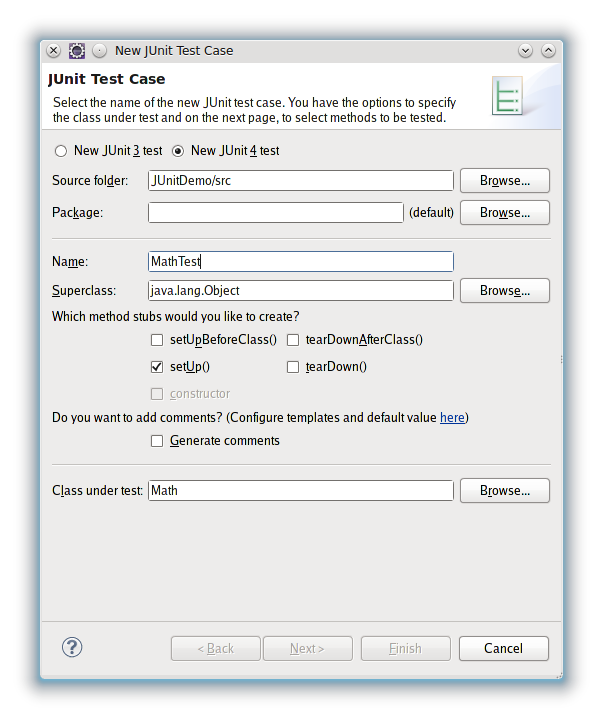 New JUnit Test Case
JUnit Test Case
Select the name of the new JUnit test case. You have the options to specify
the class under test and on the next page, to select methods to be tested.
New JUnit 3 test New JUnit 4 test
Source folder: JUnitDemo/src Browse...
Package: (default) Browse...
Name: MathTest
Superclass: java.lang.Object Browse...
Which method stubs would you like to create?
setUpBeforeClass() tearDownAfterClass()
setUp() tearDown()
constructor
Do you want to add comments? (Configure templates and default value here)
Generate comments
Class under test: Math Browse...
? < Back Next > Finish Cancel